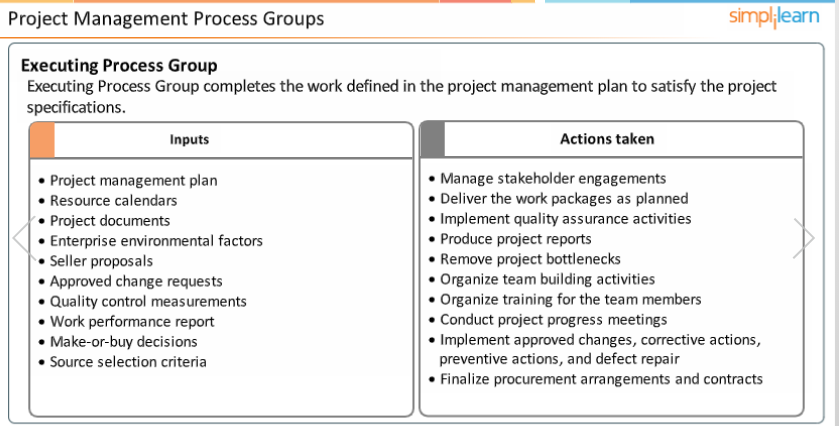 Project Management Process Groups
simplilearn
Executing Process Group
Executing Process Group completes the work defined in the project management plan to satisfy the project
specifications.
Inputs
• Project management plan
• Resource calendars
• Project documents
• Enterprise environmental factors
• Seller proposals
• Approved change requests
• Quality control measurements
• Work performance report
• Make-or-buy decisions
• Source selection criteria
Actions taken
• Manage stakeholder engagements
• Deliver the work packages as planned
• Implement quality assurance activities
• Produce project reports
• Remove project bottlenecks
• Organize team building activities
• Organize training for the team members
• Conduct project progress meetings
• Implement approved changes, corrective actions,
preventive actions, and defect repair
• Finalize procurement arrangements and contracts